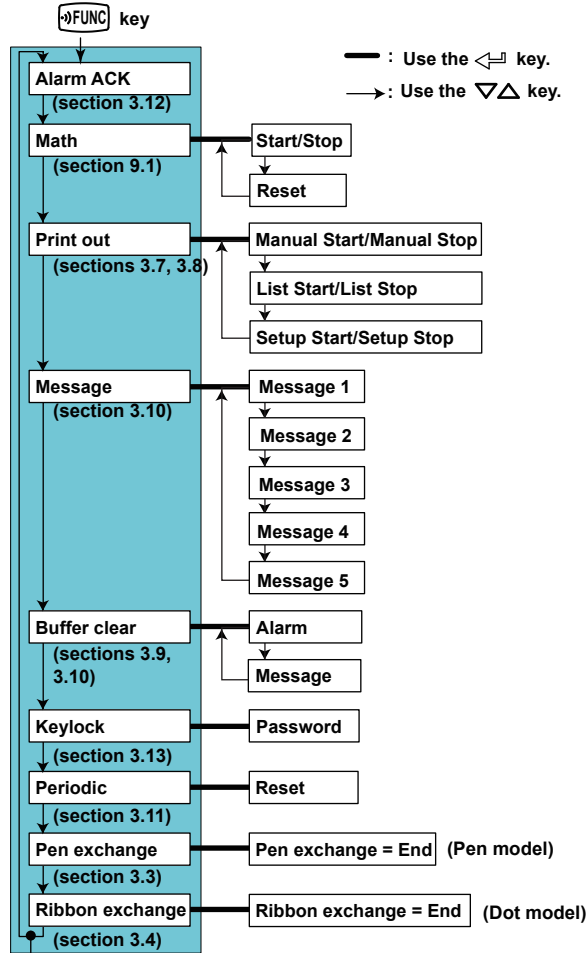 FUNC key
: Use the key.
: Use the ▽△ key.
Alarm ACK
(section 3.12)
Math
Start/Stop
(section 9.1)
Reset
Print out
Manual Start/Manual Stop
(sections 3.7, 3.8)
List Start/List Stop
Setup Start/Setup Stop
Message
Message 1
(section 3.10)
Message 2
Message 3
Message 4
Message 5
Buffer clear
Alarm
(sections 3.9,
3.10)
Message
Keylock
Password
(section 3.13)
Periodic
Reset
(section 3.11)
Pen exchange
Pen exchange = End (Pen model)
(section 3.3)
Ribbon exchange
Ribbon exchange = End (Dot model)
(section 3.4)